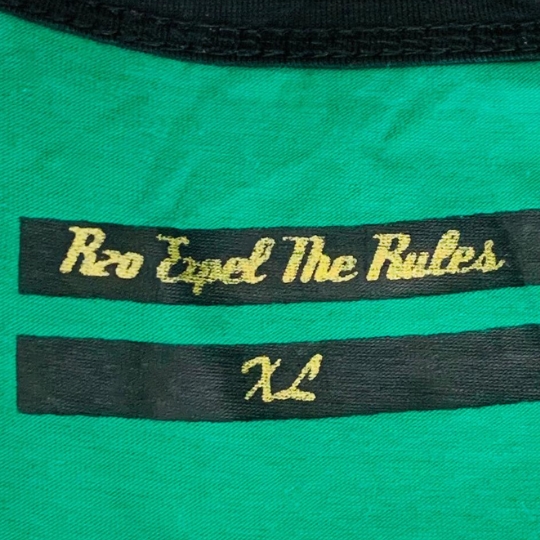 Rzo Expel The Rules
XL